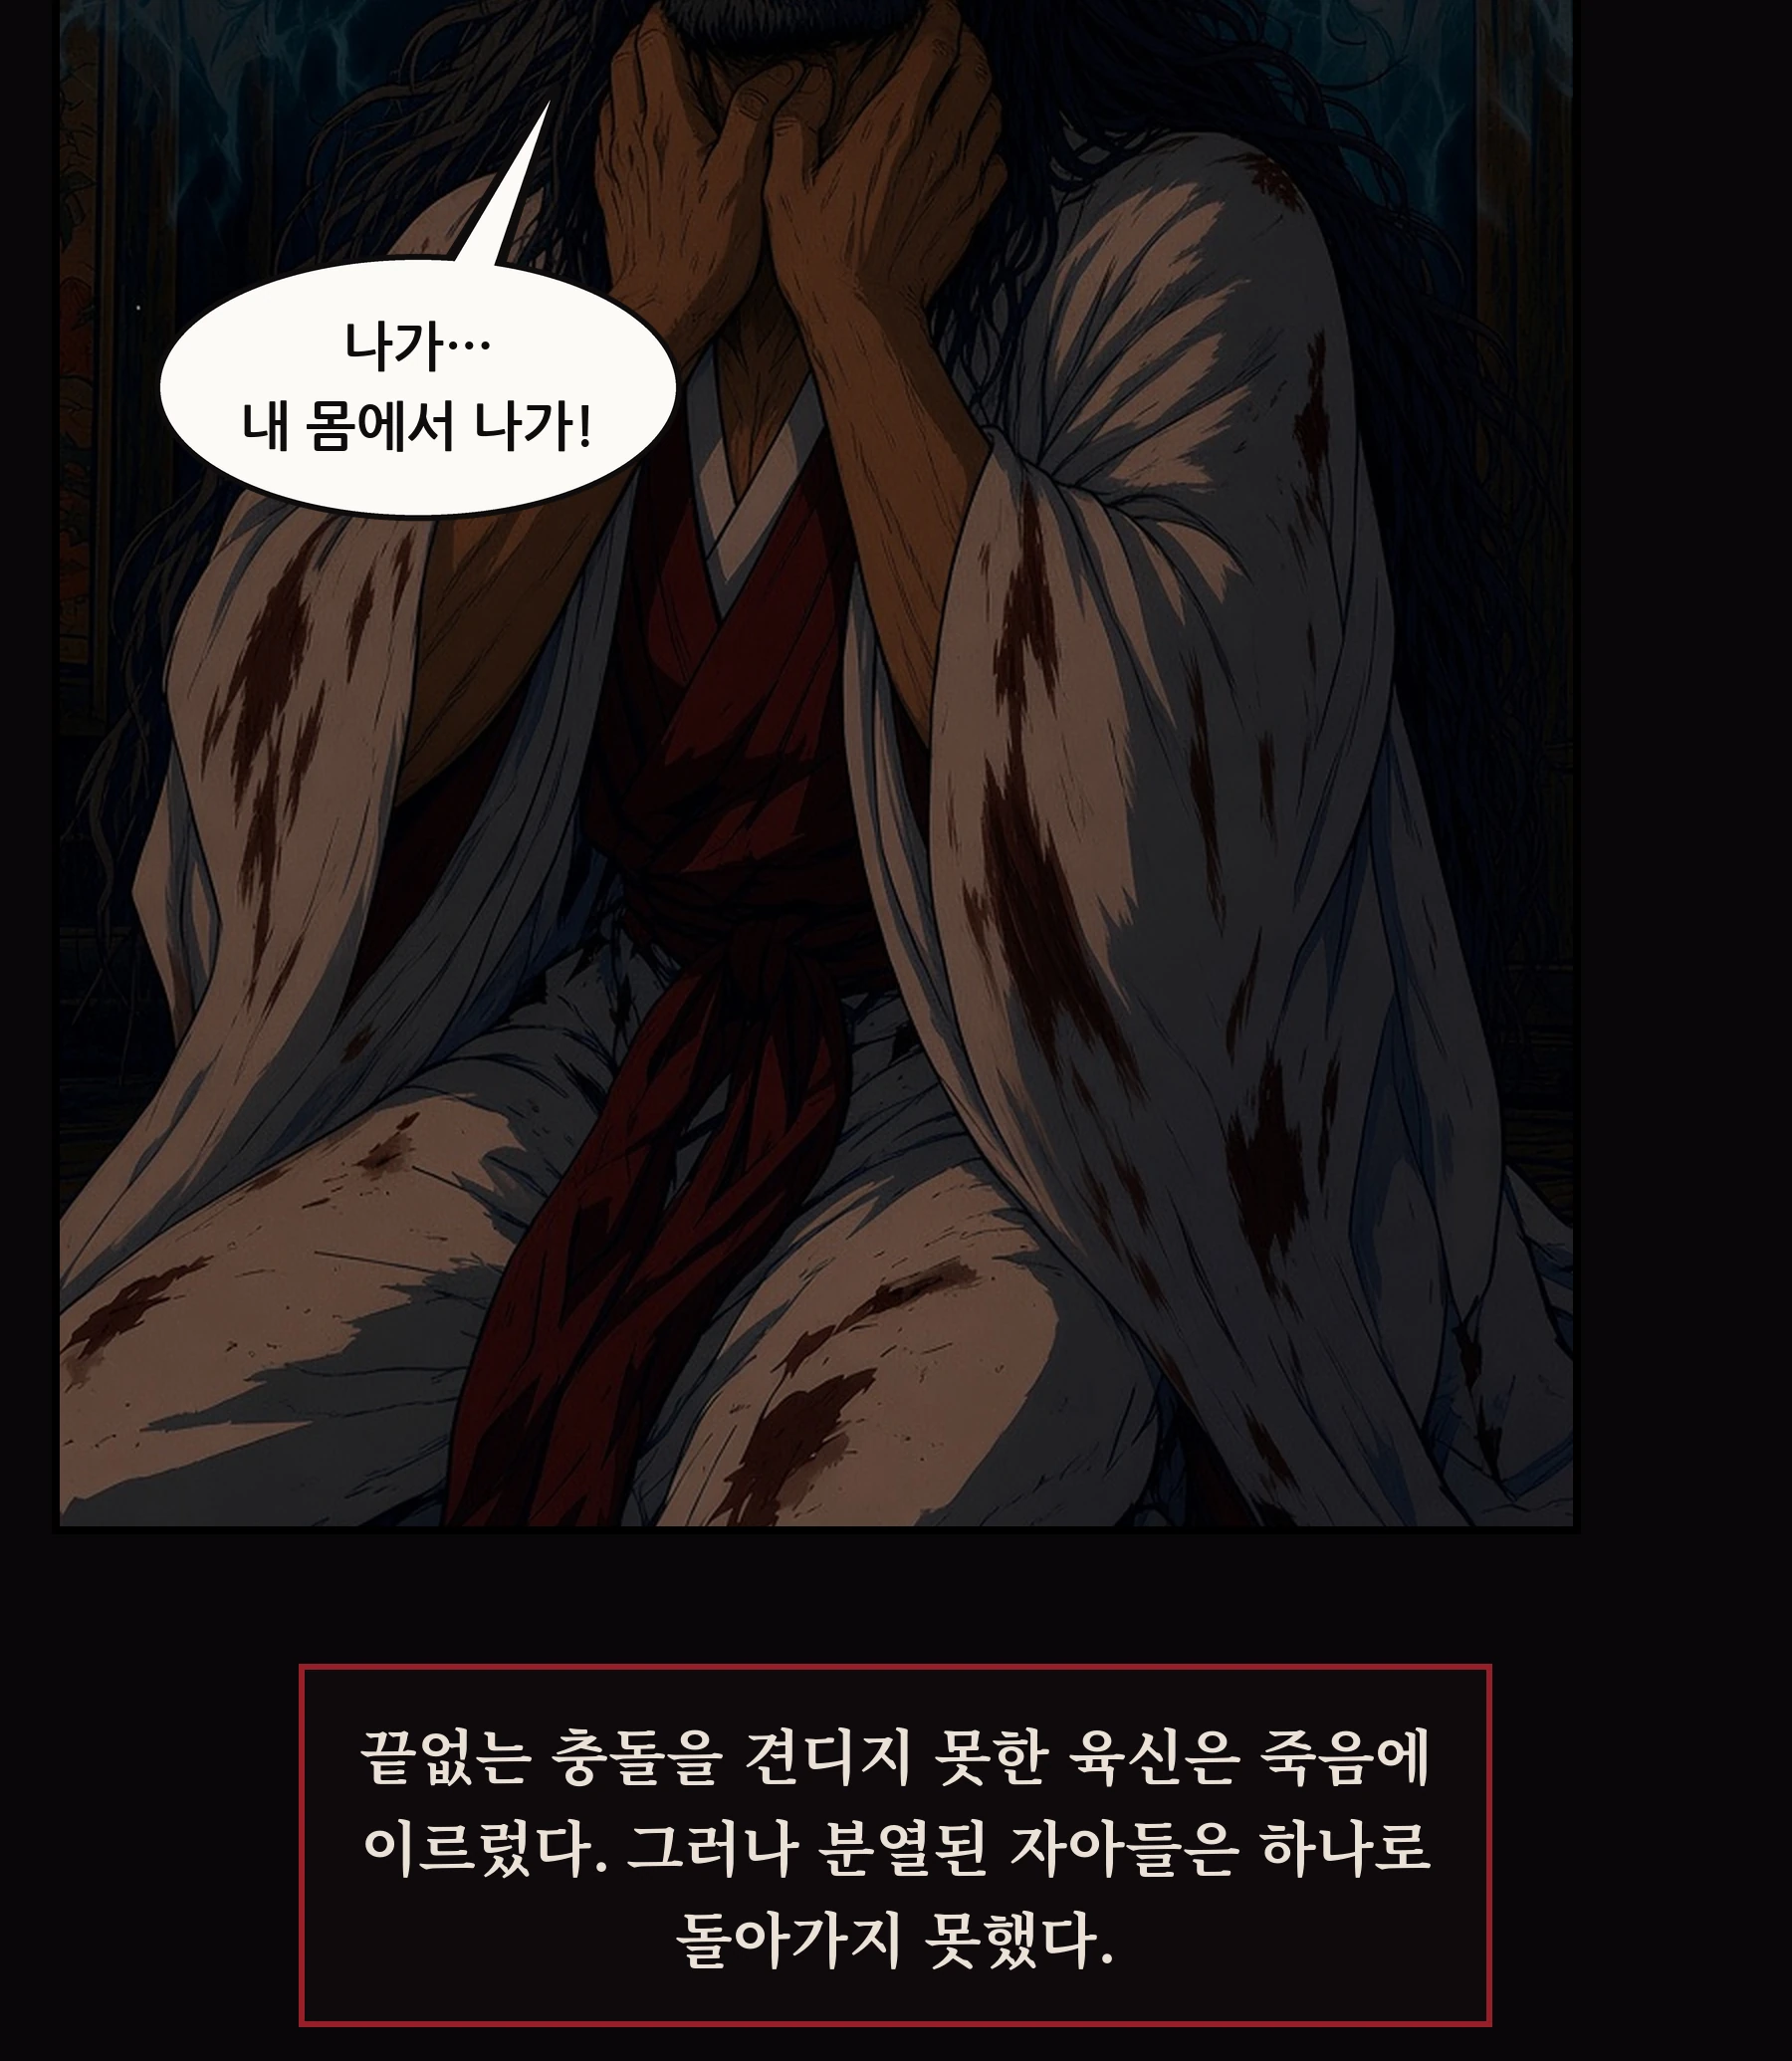 나가…
내 몸에서 나가!
끝없는 충돌을 견디지 못한 육신은 죽음에
이르렀다. 그러나 분열된 자아들은 하나로
돌아가지 못했다.